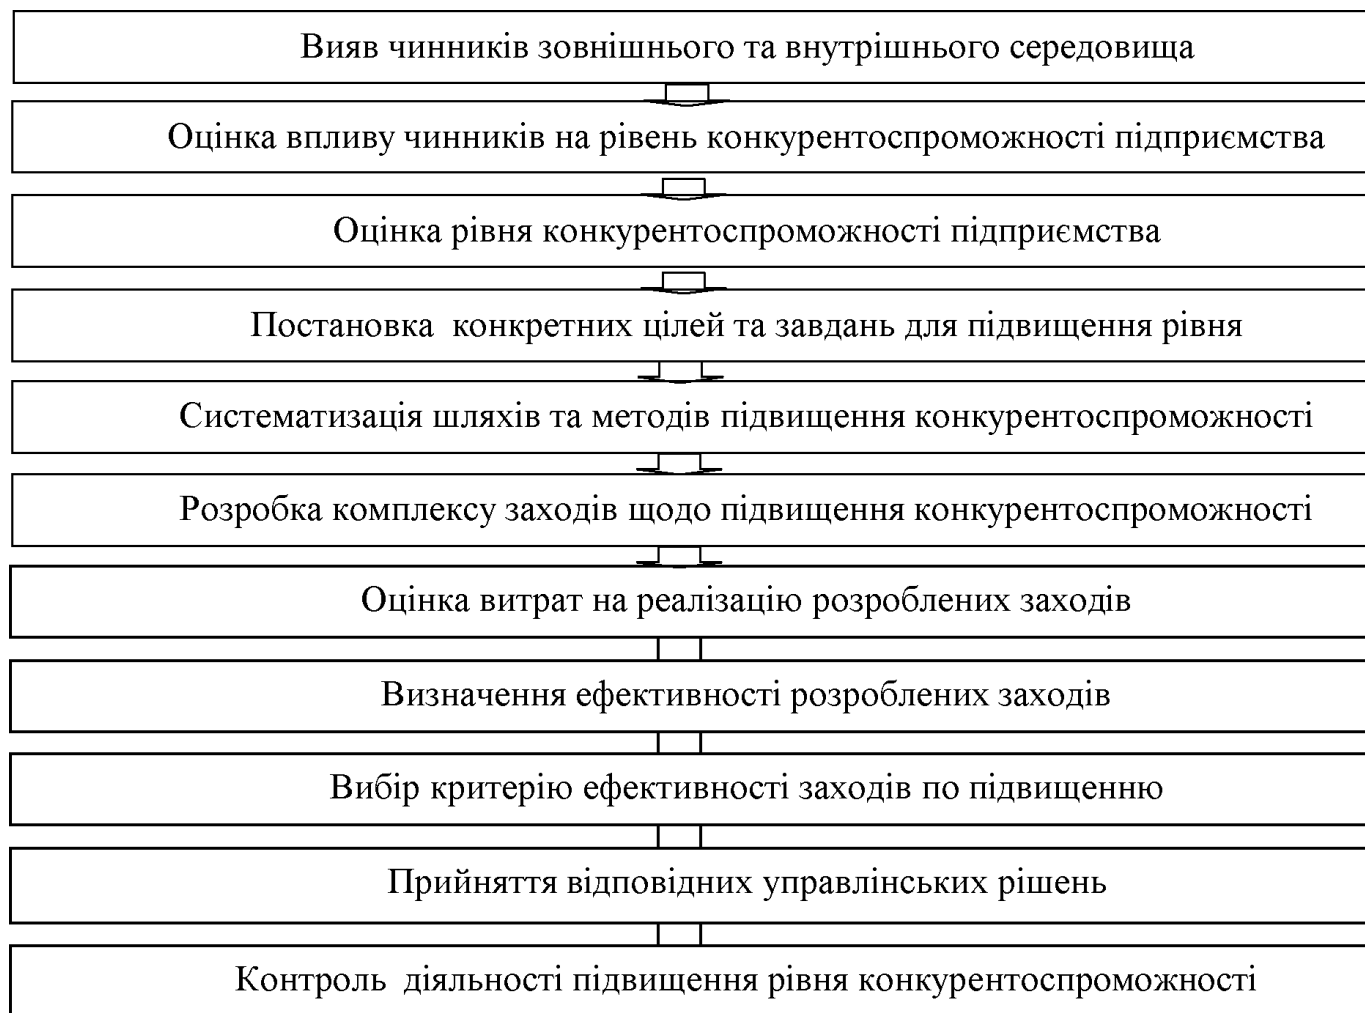 Вияв чинників зовнішнього та внутрішнього середовища
Оцінка впливу чинників на рівень конкурентоспроможності підприємства
Оцінка рівня конкурентоспроможності підприємства
Постановка  конкретних цілей та завдань для підвищення рівня
Систематизація шляхів та методів підвищення конкурентоспроможності
Розробка комплексу заходів щодо підвищення конкурентоспроможності
Оцінка витрат на реалізацію розроблених заходів
Визначення ефективності розроблених заходів
Вибір критерію ефективності заходів по підвищенню
Прийняття відповідних управлінських рішень
Контроль  діяльності підвищення рівня конкурентоспроможності